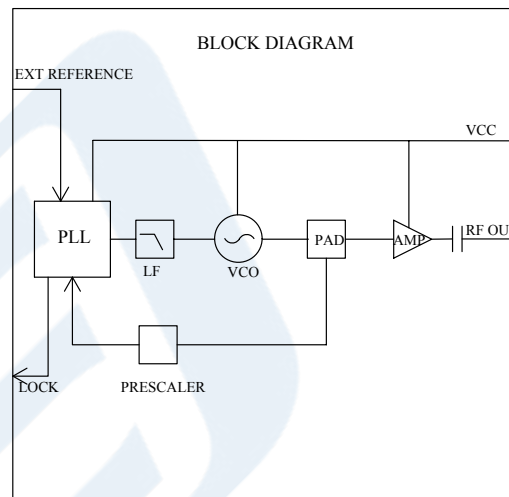 BLOCK DIAGRAM
EXT REFERENCE
VCC
PLL
LF
VCO
PAD
AMP
RF OU
LOCK
PRESCALER